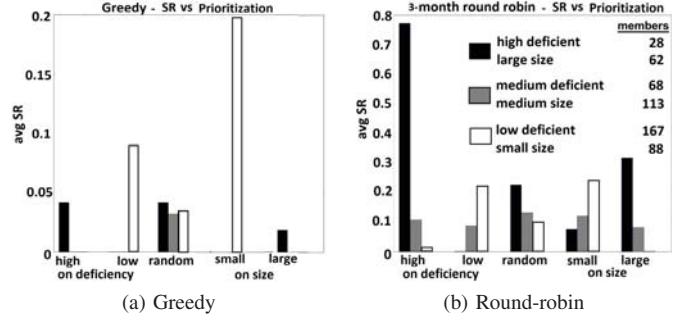 Greedy - SR vs Prioritization
0.2
0.15
0.1
0.05
0
avg SR
high low random small large
on deficiency on size
(a) Greedy
3-month round robin - SR vs Prioritization
0.8
0.7
0.6
0.5
0.4
0.3
0.2
0.1
0
avg SR
members
high deficient 28
large size 62
medium deficient 68
medium size 113
low deficient 167
small size 88
high low random small large
on deficiency on size
(b) Round-robin